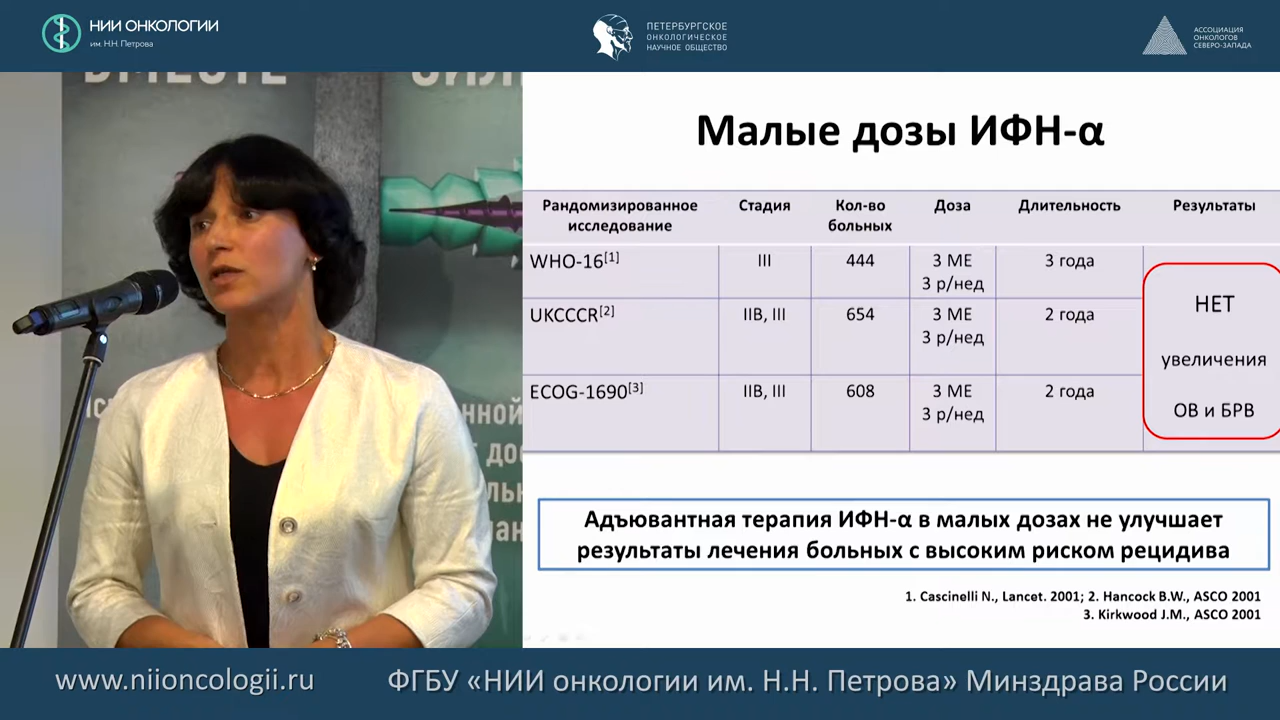 НИИ ОНКОЛОГИИ
им. Н.Н. Петрова
ПЕТЕРБУРГСКОЕ
ОНКОЛОГИЧЕСКОЕ
НАУЧНОЕ ОБЩЕСТВО
АССОЦИАЦИЯ
ОНКОЛОГОВ
СЕВЕРО-ЗАПАДА
ВМЕСТЕ
Малые дозы ИФН-α
Рандомизированное исследование Стадия Кол-во больных Доза Длительность Результаты
WHO-16[1] III 444 3 МЕ 3 р/нед 3 года
UKCCCR[2] IIB, III 654 3 МЕ 3 р/нед 2 года
ECOG-1690[3] IIB, III 608 3 МЕ 3 р/нед 2 года
НЕТ
увеличения
ОВ и БРВ
Адъювантная терапия ИФН-α в малых дозах не улучшает
результаты лечения больных с высоким риском рецидива
1. Cascinelli N., Lancet. 2001; 2. Hancock B.W., ASCO 2001
3. Kirkwood J.M., ASCO 2001
www.niioncologii.ru
ФГБУ «НИИ онкологии им. Н.Н. Петрова» Минздрава России